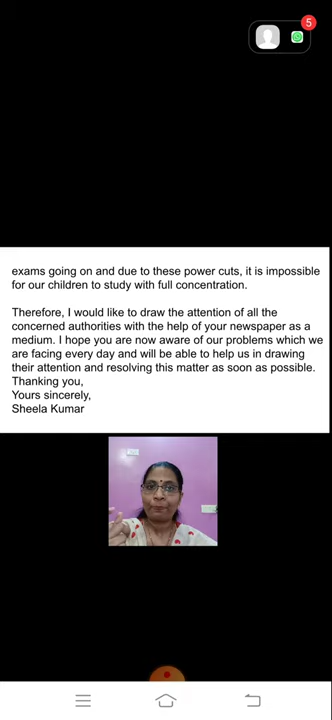 5
exams going on and due to these power cuts, it is impossible
for our children to study with full concentration.
Therefore, I would like to draw the attention of all the
concerned authorities with the help of your newspaper as a
medium. I hope you are now aware of our problems which we
are facing every day and will be able to help us in drawing
their attention and resolving this matter as soon as possible.
Thanking you,
Yours sincerely,
Sheela Kumar